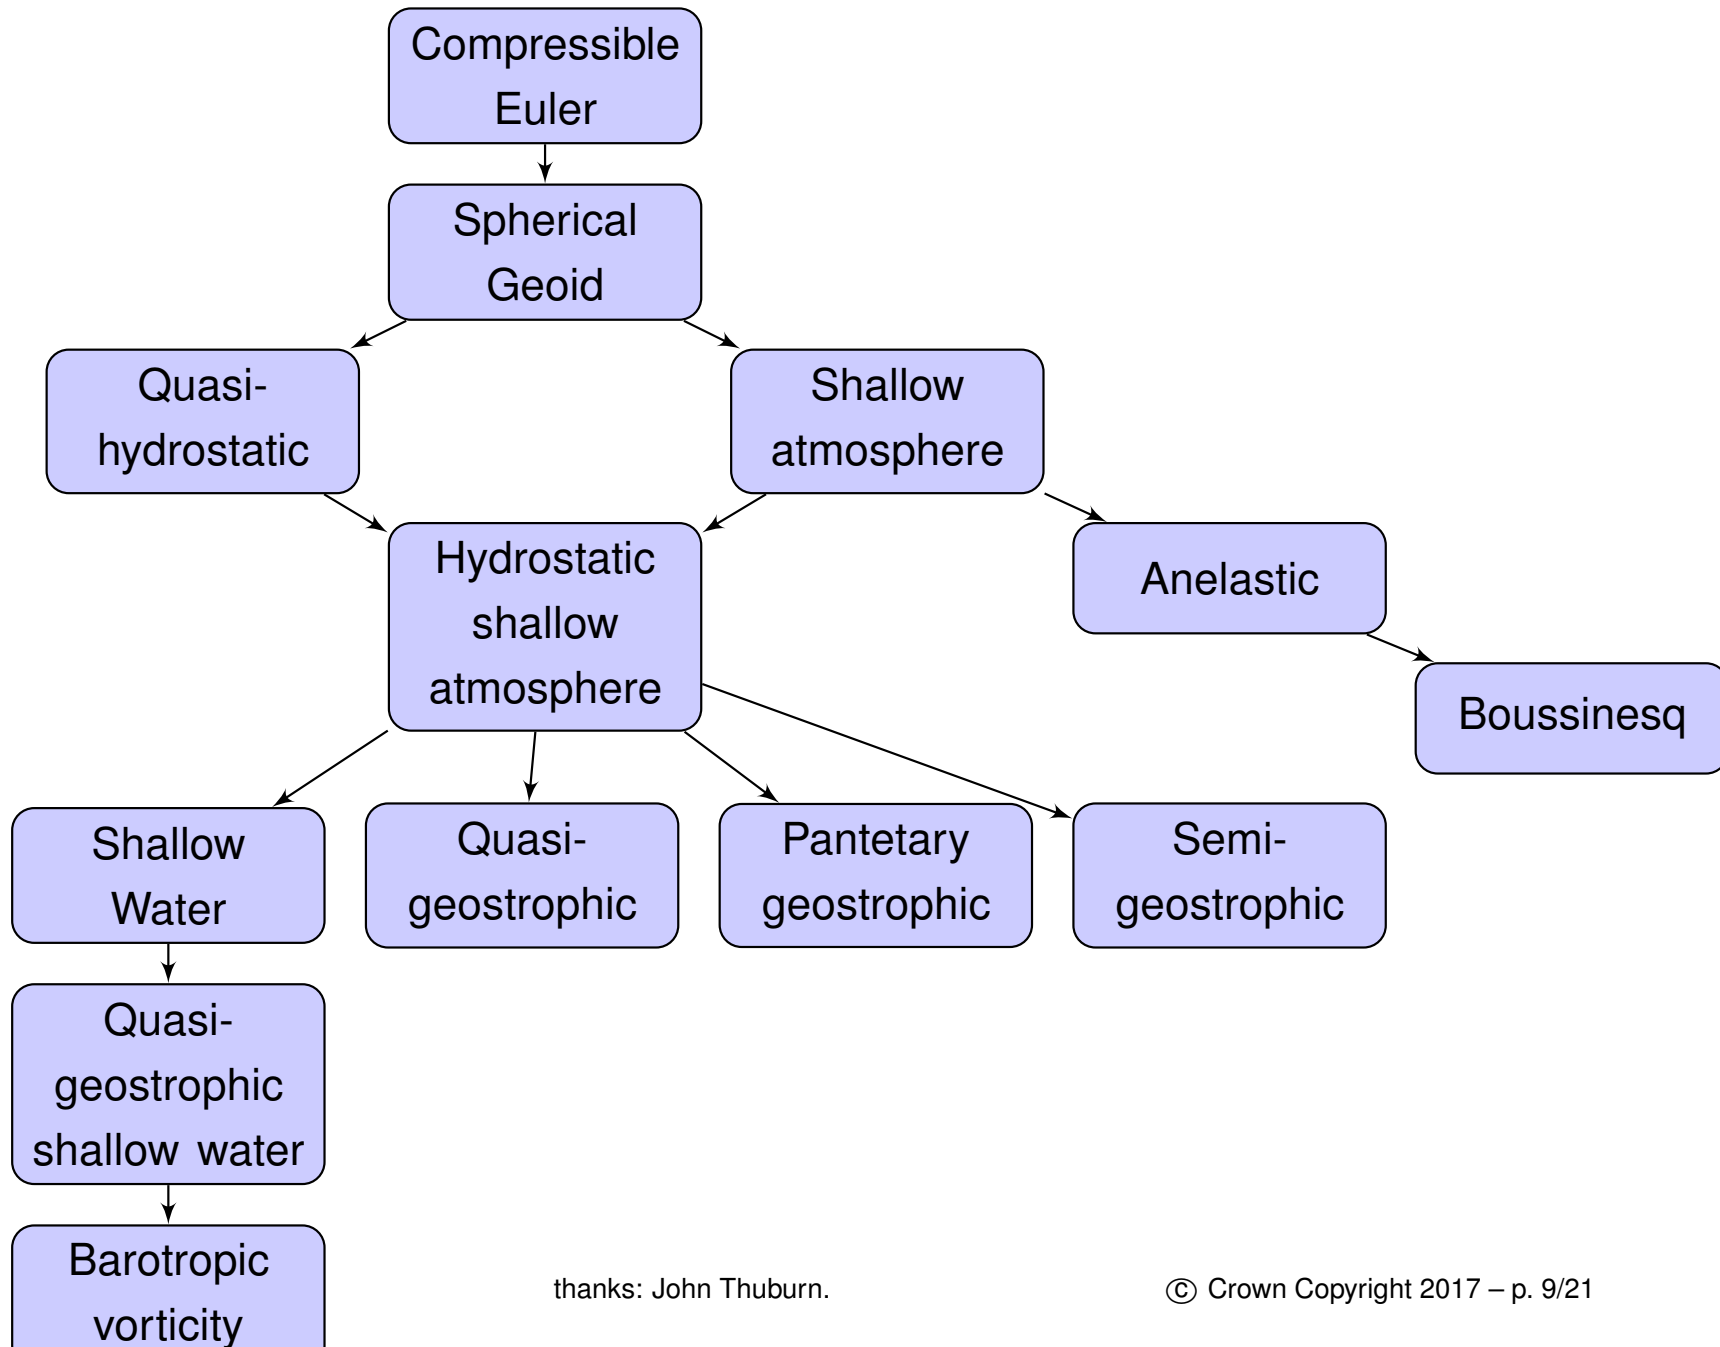 Compressible
Euler
Spherical
Geoid
Quasi-
hydrostatic
Shallow
atmosphere
Hydrostatic
shallow
atmosphere
Anelastic
Boussinesq
Shallow
Water
Quasi-
geostrophic
Pantetary
geostrophic
Semi-
geostrophic
Quasi-
geostrophic
shallow water
Barotropic
vorticity
thanks: John Thuburn.
© Crown Copyright 2017 – p. 9/21